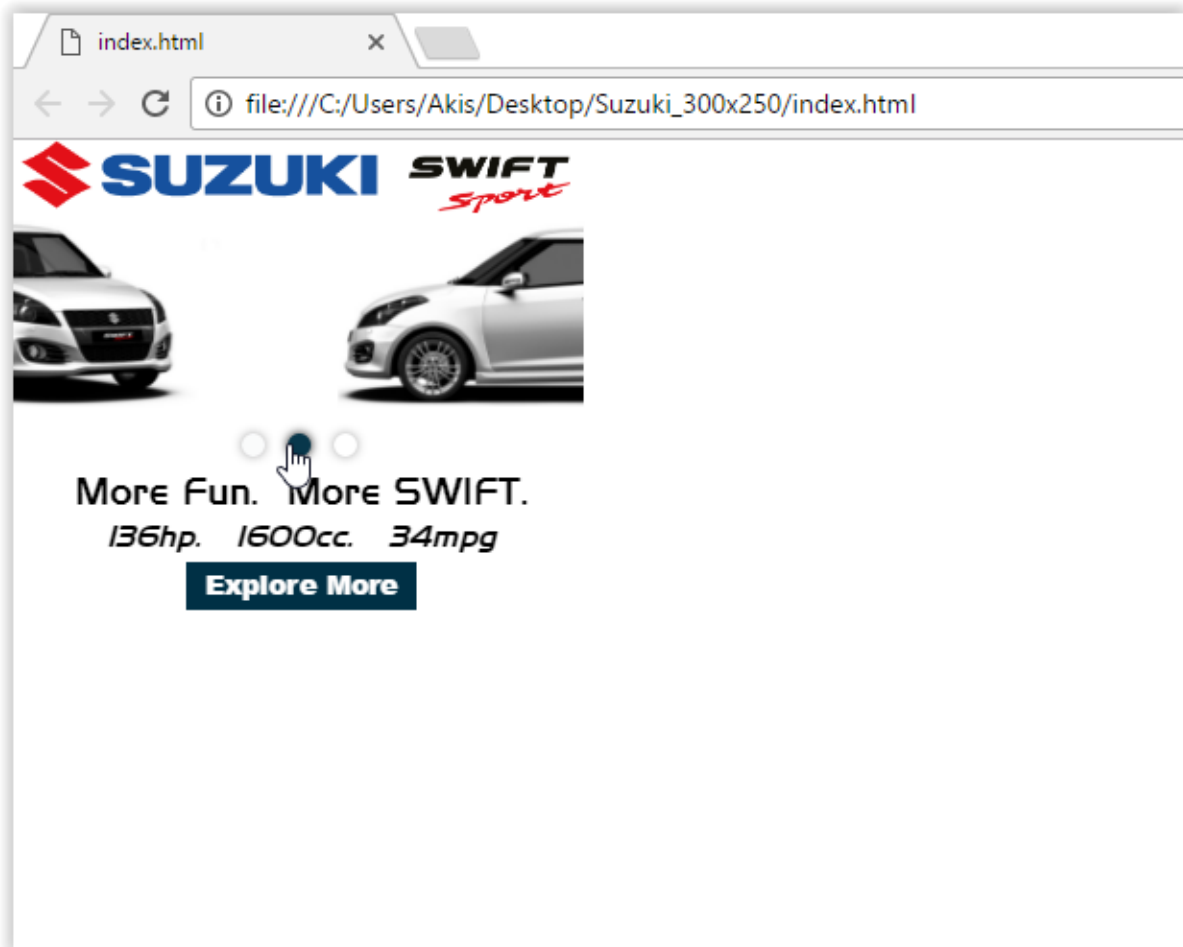 index.html
file:///C:/Users/Akis/Desktop/Suzuki_300x250/index.html
SUZUKI SWIFT
Sport
SWIFT
More Fun. More SWIFT.
136hp. 1600cc. 34mpg
Explore More